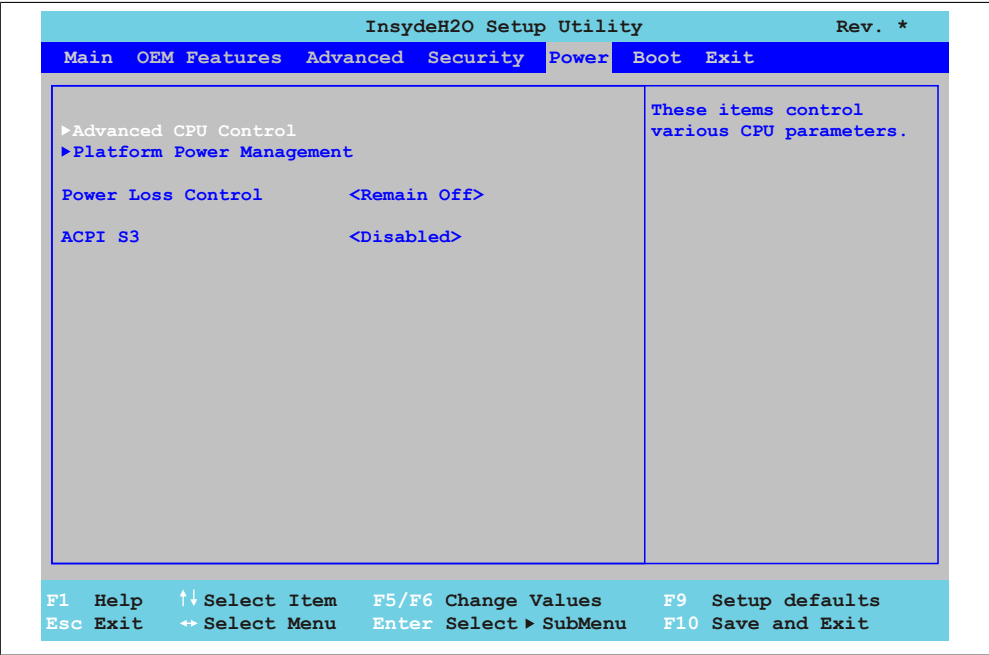 InsydeH2O Setup Utility Rev. *
Main OEM Features Advanced Security Power Boot Exit
►Advanced CPU Control
►Platform Power Management
Power Loss Control <Remain Off>
ACPI S3 <Disabled>
These items control
various CPU parameters.
F1 Help ↑↓ Select Item F5/F6 Change Values F9 Setup defaults
Esc Exit ↔ Select Menu Enter Select ► SubMenu F10 Save and Exit